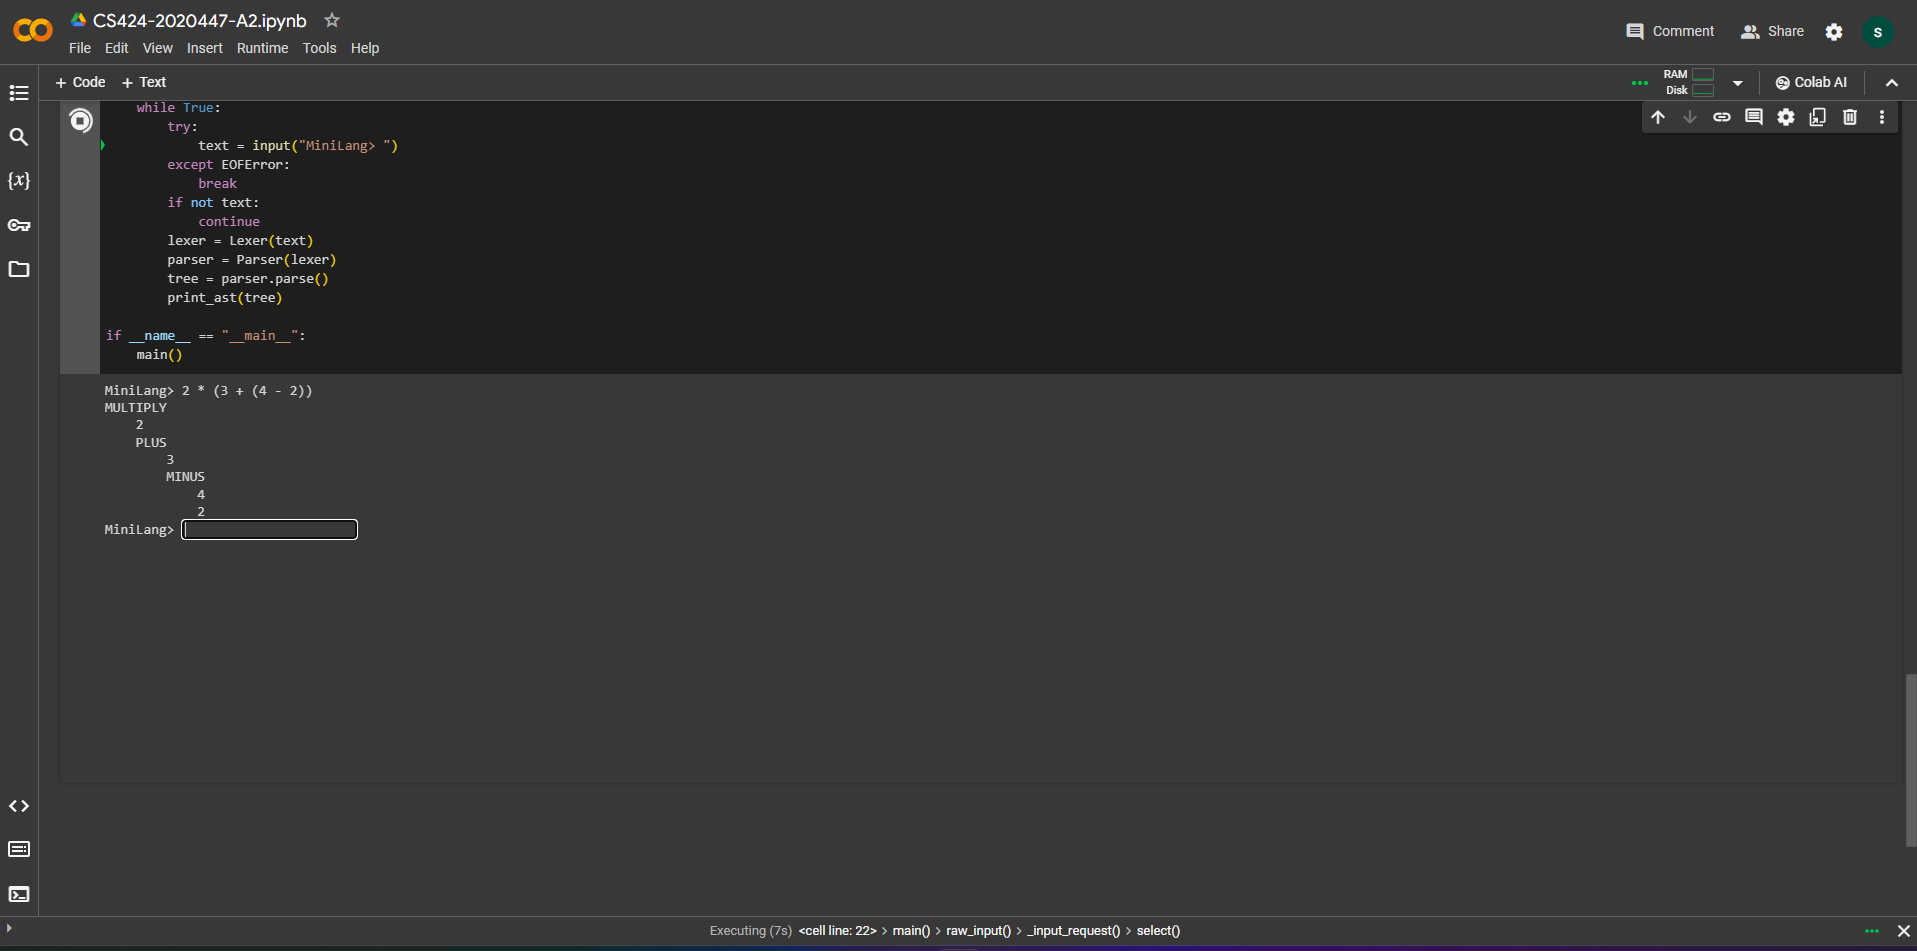 CS424-2020447-A2.ipynb
File Edit View Insert Runtime Tools Help
Comment Share S
+ Code + Text
RAM
Disk
Colab AI
while True:
try:
text = input("MiniLang> ")
except EOFError:
break
if not text:
continue
lexer = Lexer(text)
parser = Parser(lexer)
tree = parser.parse()
print_ast(tree)
if __name__ == "__main__":
main()
MiniLang> 2 * (3 + (4 - 2))
MULTIPLY
2
PLUS
3
MINUS
4
2
MiniLang>
{x}
Executing (7s) <cell line: 22> > main() > raw_input() > _input_request() > select()